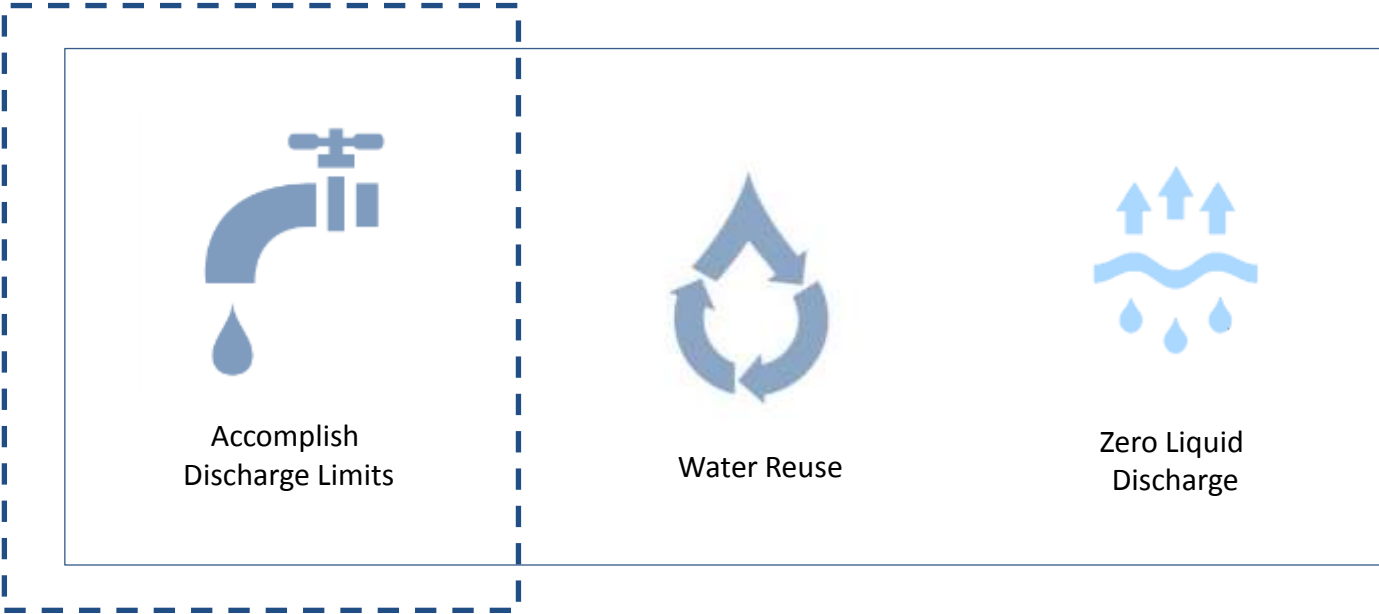 Accomplish
Discharge Limits
Water Reuse
Zero Liquid
Discharge